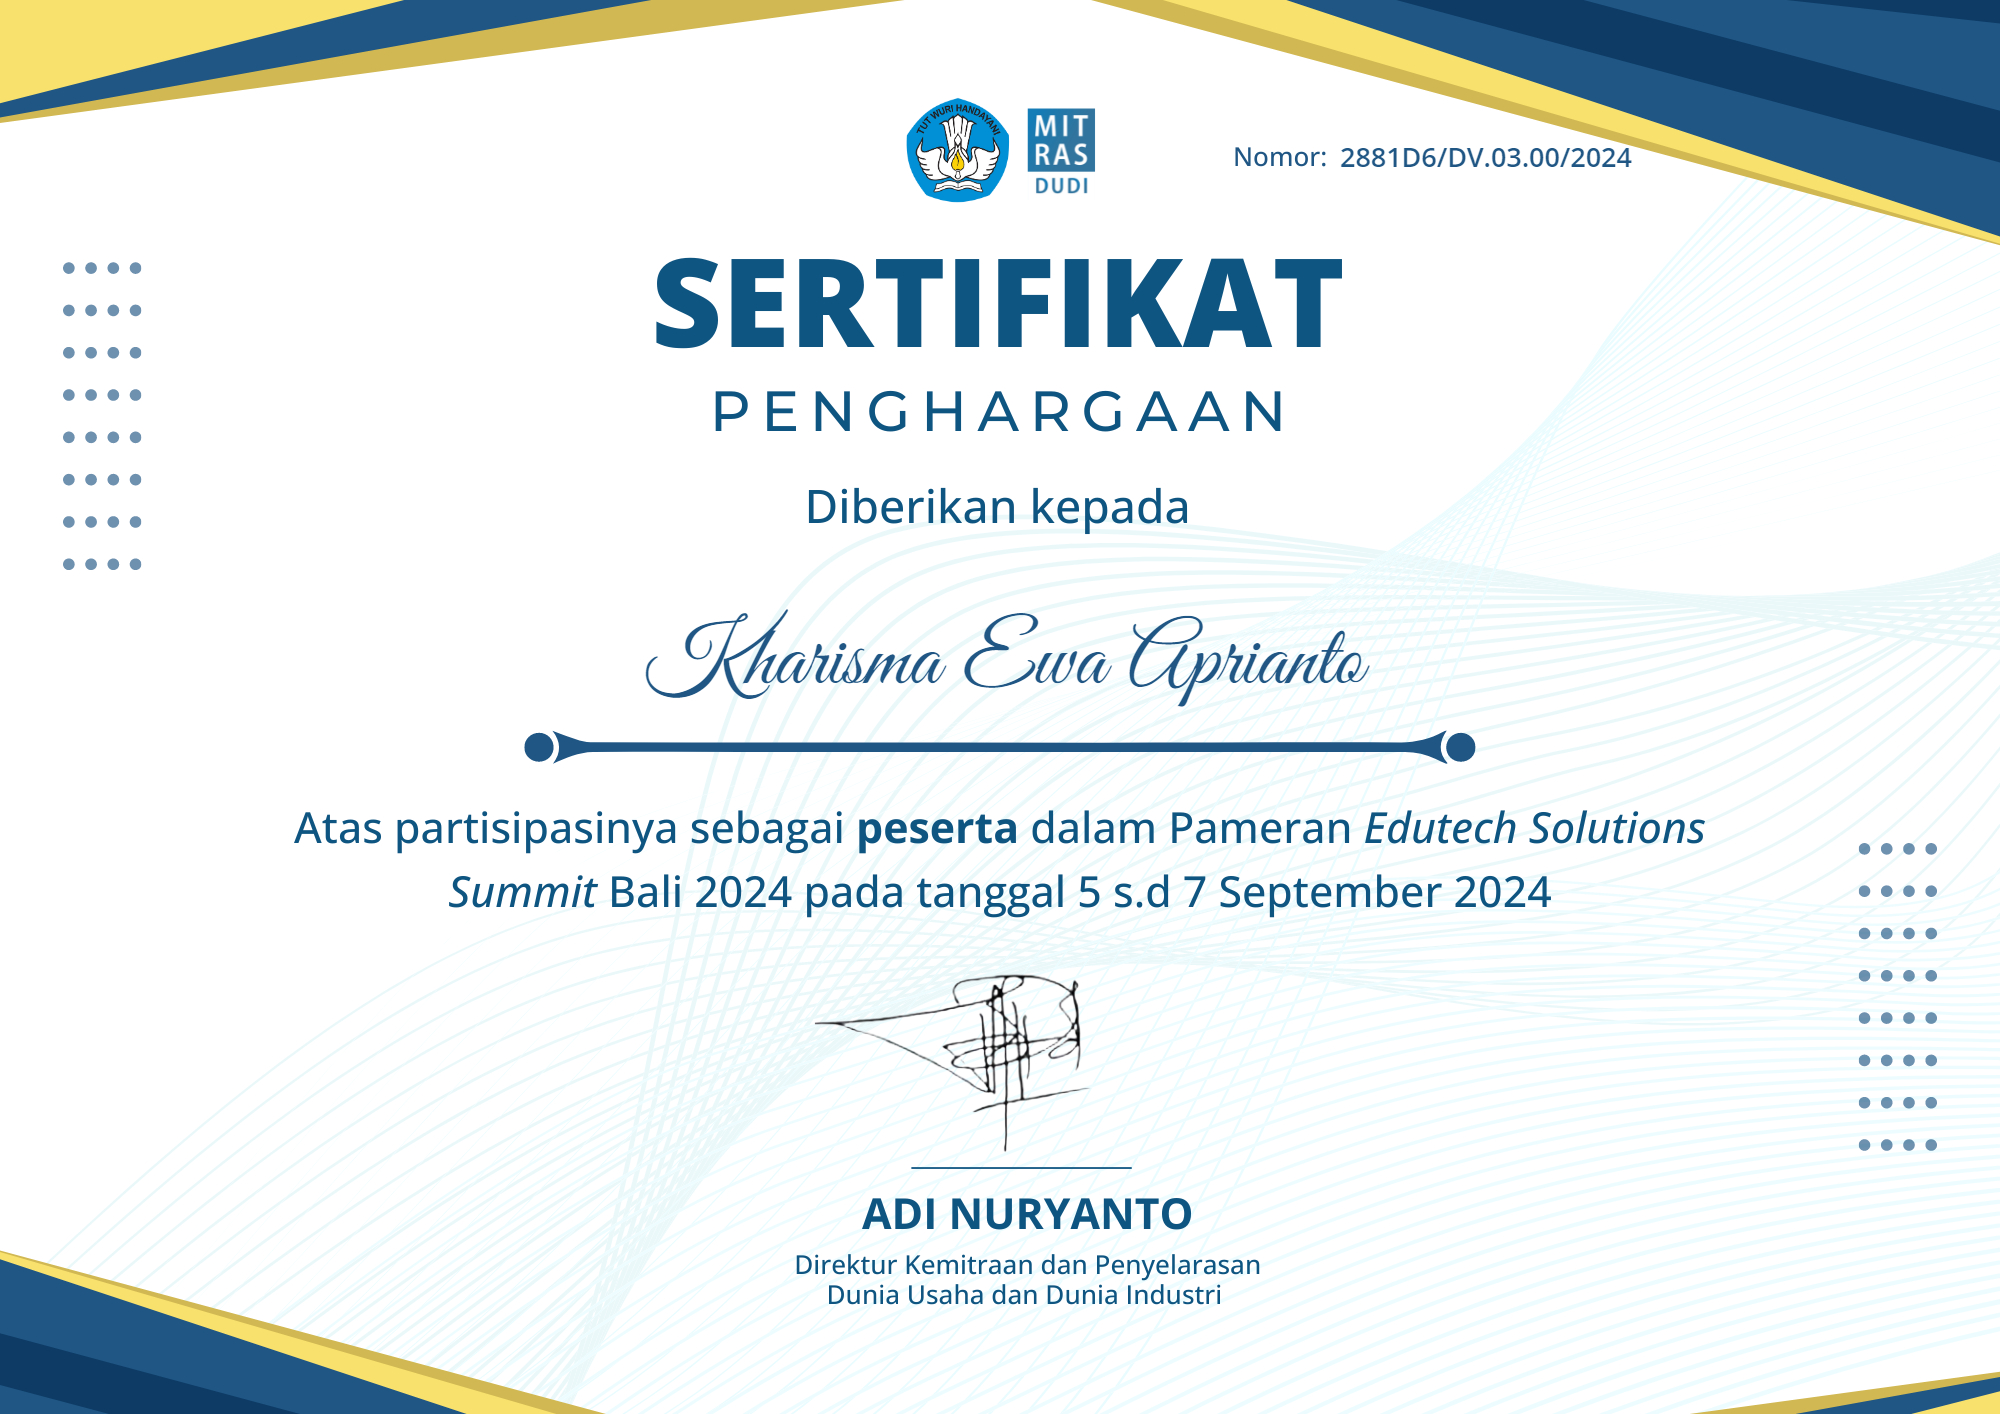 TUT WURI HANDAYANI
MIT
RAS
DUDI
Nomor: 2881D6/DV.03.00/2024
SERTIFIKAT
PENGHARGAAN
Diberikan kepada
Kharisma Ewa Aprianto
Atas partisipasinya sebagai peserta dalam Pameran Edutech Solutions
Summit Bali 2024 pada tanggal 5 s.d 7 September 2024
ADI NURYANTO
Direktur Kemitraan dan Penyelarasan
Dunia Usaha dan Dunia Industri